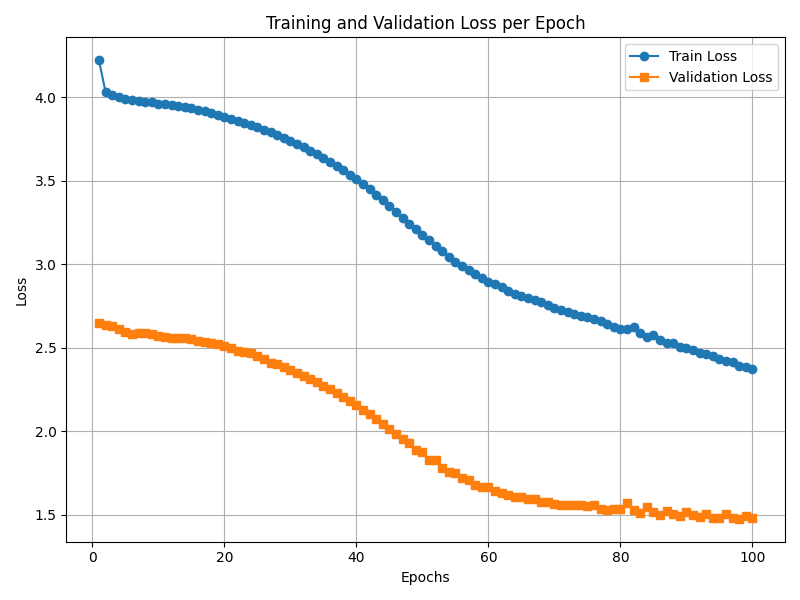 Training and Validation Loss per Epoch
Train Loss
Validation Loss
4.0
3.5
3.0
2.5
2.0
1.5
Loss
0 20 40 60 80 100
Epochs